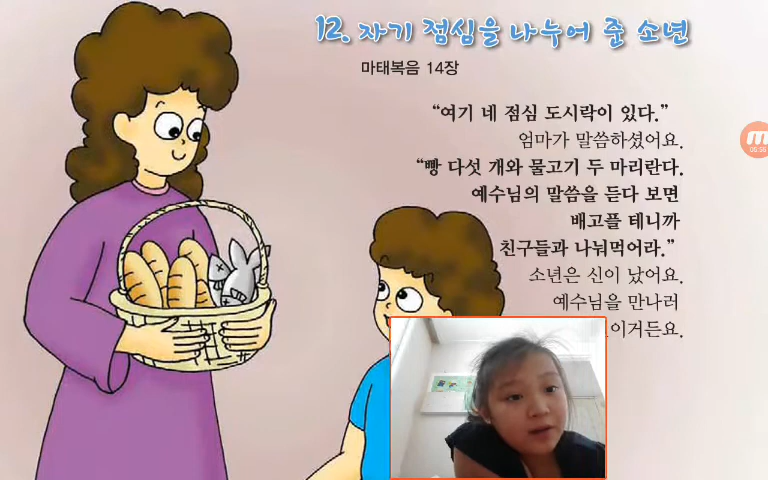 12. 자기 점심을 나누어 준 소년
마태복음 14장
“여기 네 점심 도시락이 있다.”
엄마가 말씀하셨어요.
“빵 다섯 개와 물고기 두 마리란다.
예수님의 말씀을 듣다 보면
배고플 테니까
친구들과 나눠먹어라.”
소년은 신이 났어요.
예수님을 만나러
이거든요.